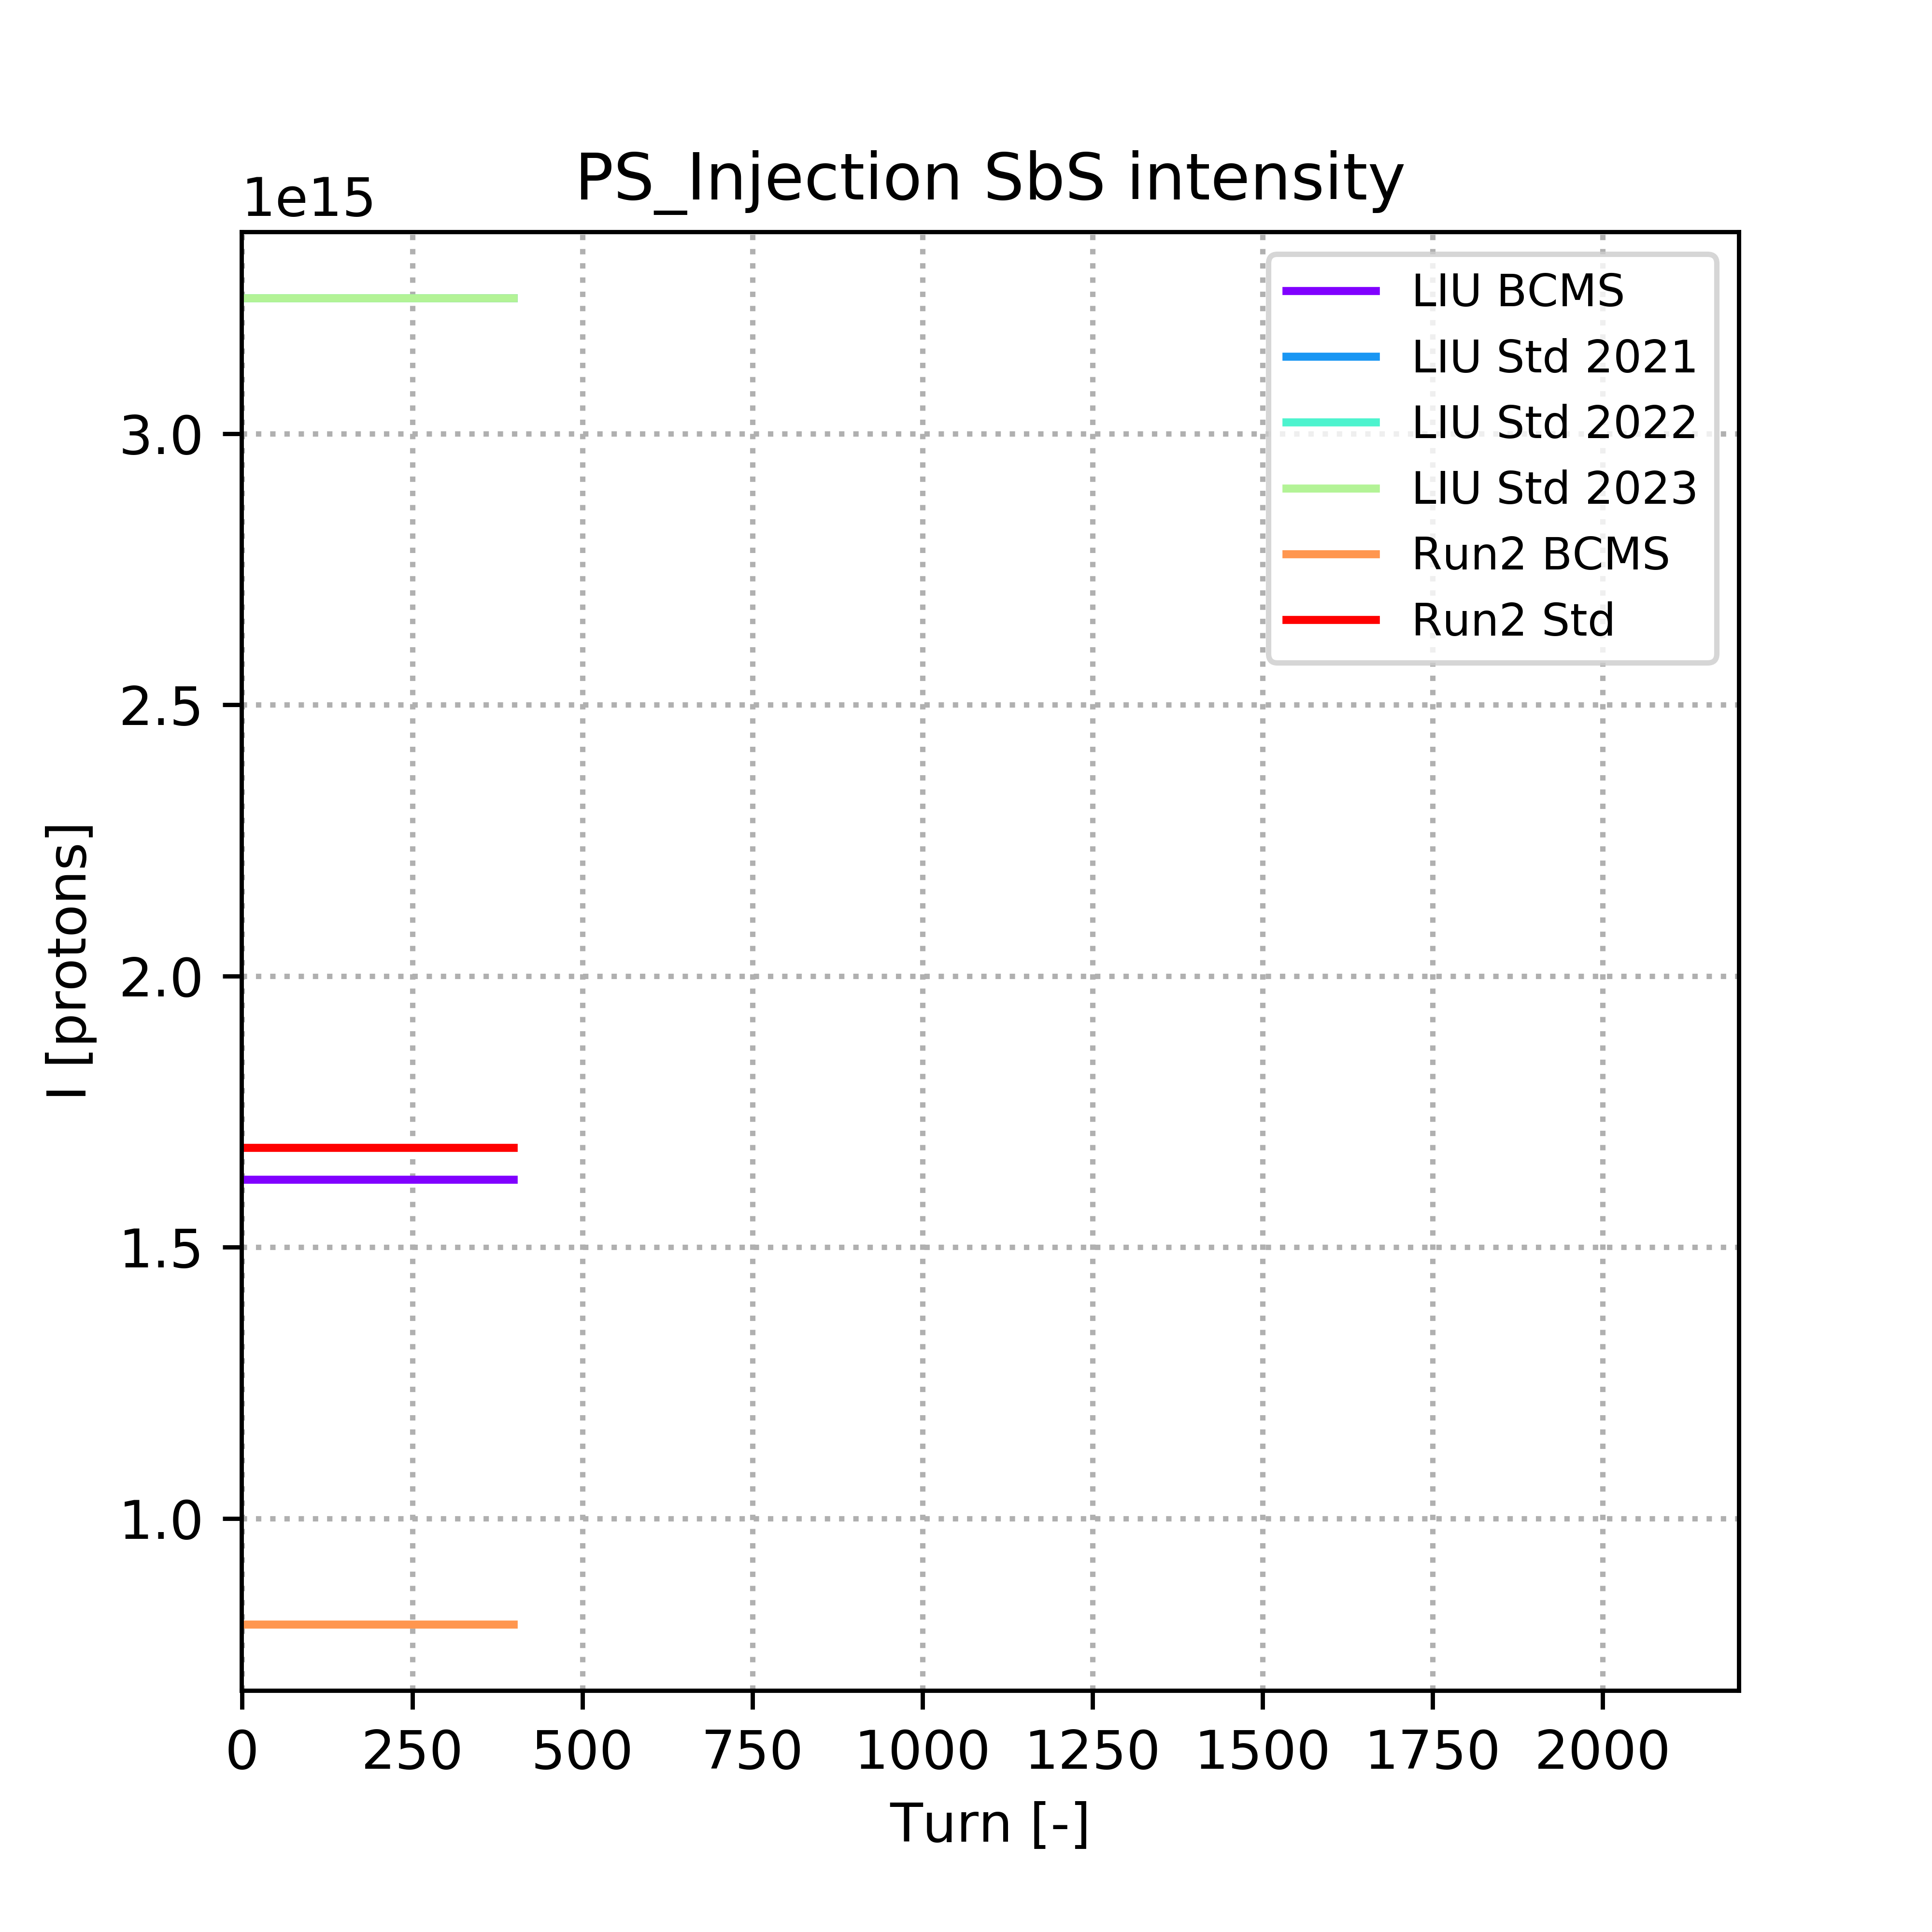 PS_Injection SbS intensity
1e15
LIU BCMS
LIU Std 2021
LIU Std 2022
LIU Std 2023
Run2 BCMS
Run2 Std
3.0
2.5
2.0
1.5
1.0
I [protons]
0 250 500 750 1000 1250 1500 1750 2000
Turn [-]